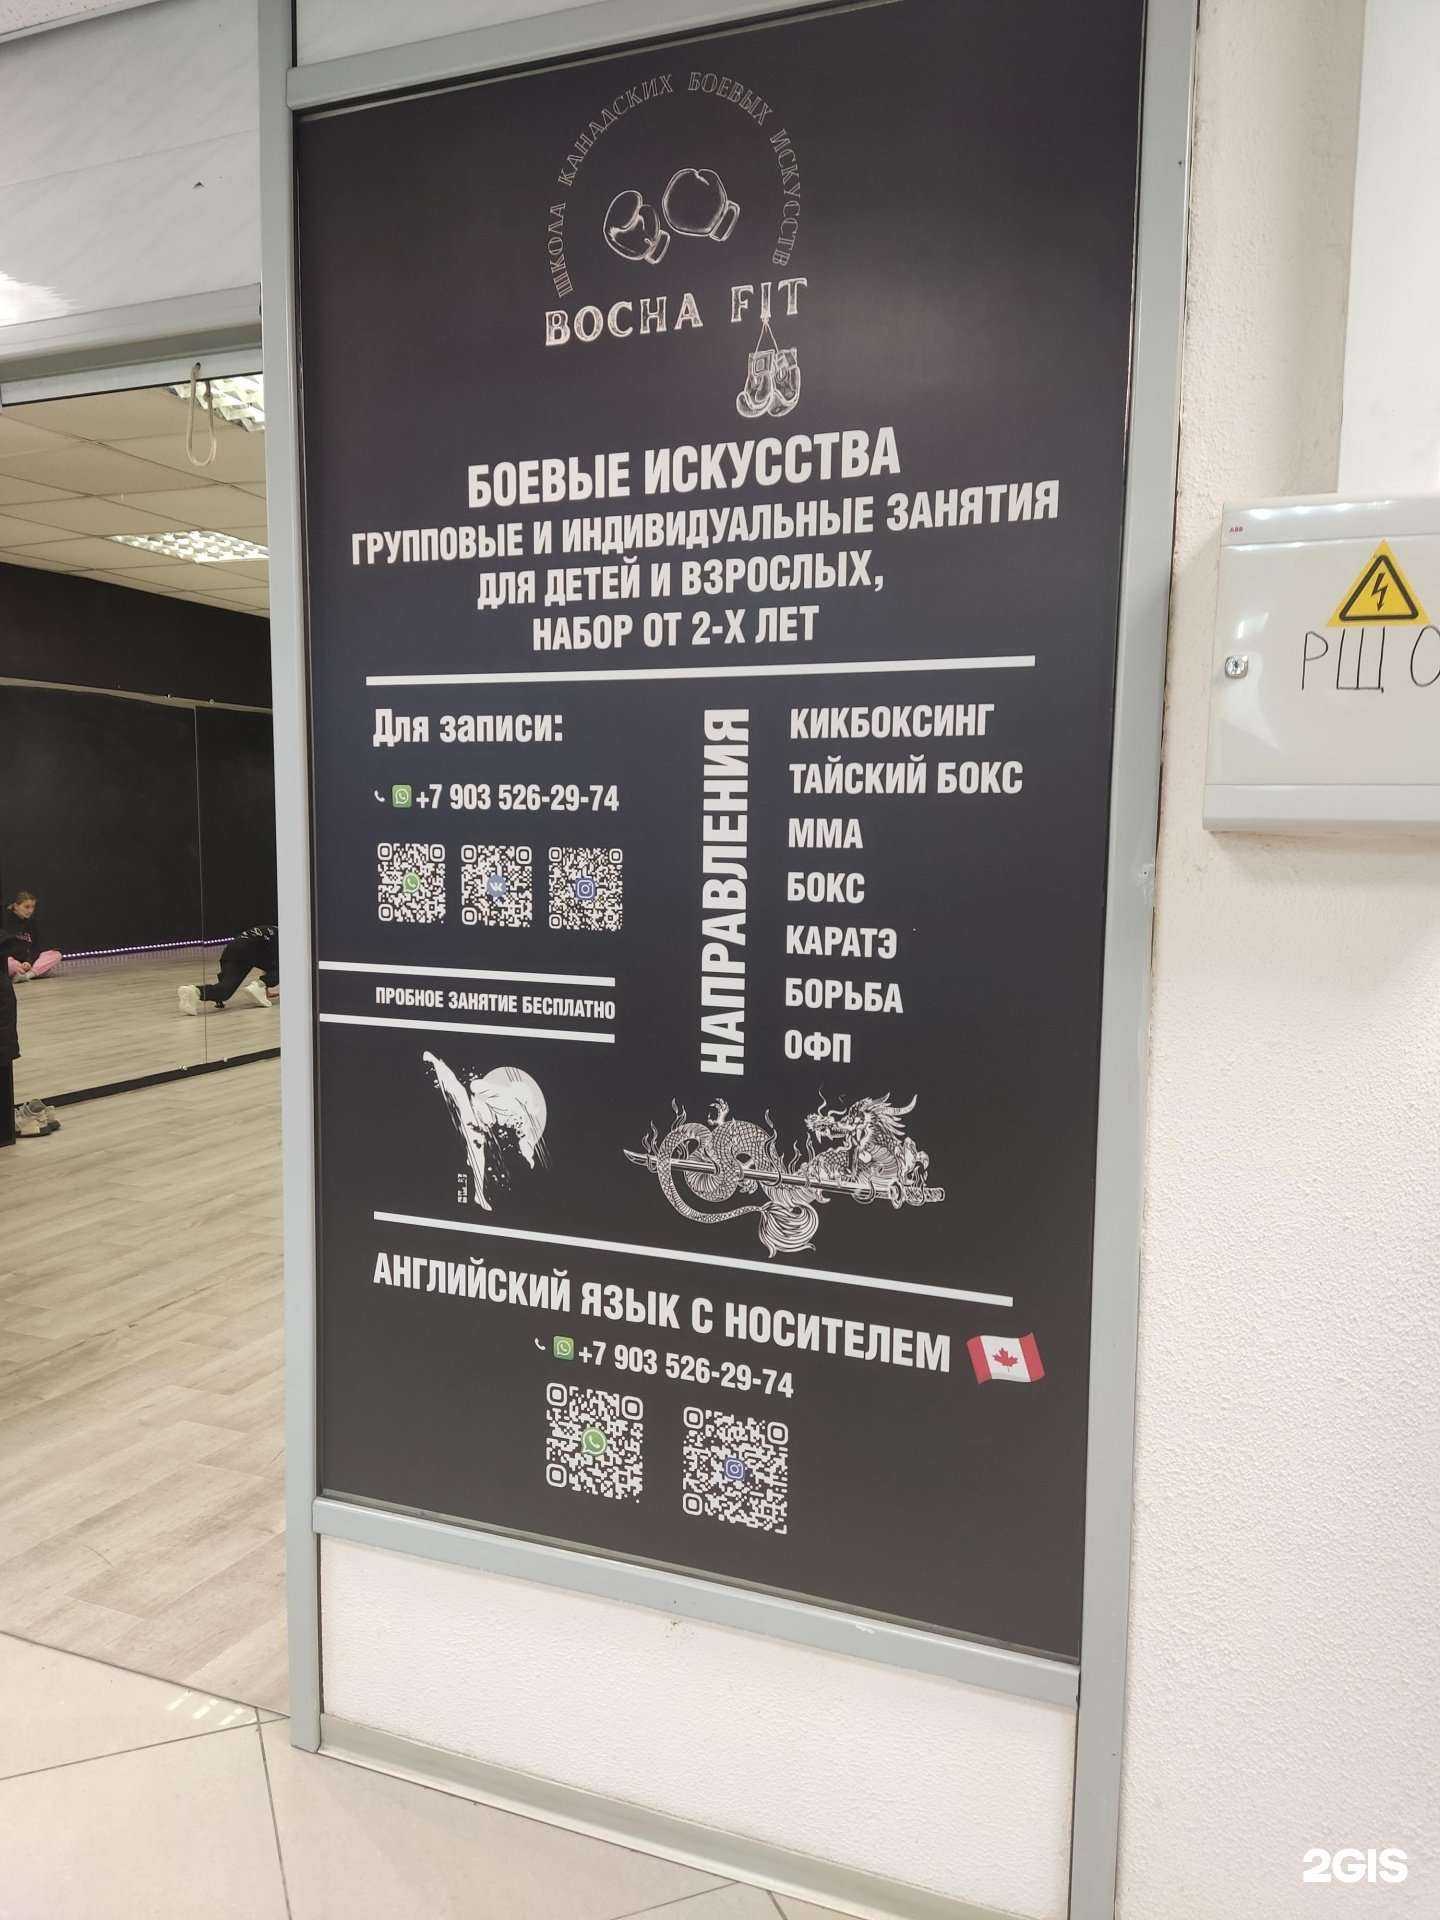 ШКОЛА КАНАДСКИХ БОЕВЫХ ИСКУССТВ
BOCHA FIT
БОЕВЫЕ ИСКУССТВА
ГРУППОВЫЕ И ИНДИВИДУАЛЬНЫЕ ЗАНЯТИЯ
ДЛЯ ДЕТЕЙ И ВЗРОСЛЫХ,
НАБОР ОТ 2-Х ЛЕТ
Для записи:
+7 903 526-29-74
ПРОБНОЕ ЗАНЯТИЕ БЕСПЛАТНО
НАПРАВЛЕНИЯ
КИКБОКСИНГ
ТАЙСКИЙ БОКС
ММА
БОКС
КАРАТЭ
БОРЬБА
ОФП
АНГЛИЙСКИЙ ЯЗЫК С НОСИТЕЛЕМ
+7 903 526-29-74
ABB
РЩО
2GIS